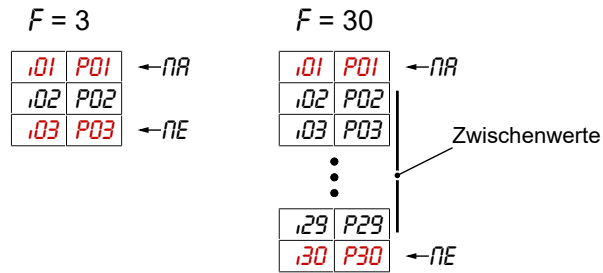 F = 3
i01 P01 ←NA
i02 P02
i03 P03 ←NE
F = 30
i01 P01 ←NA
i02 P02
i03 P03
Zwischenwerte
i29 P29
i30 P30 ←NE